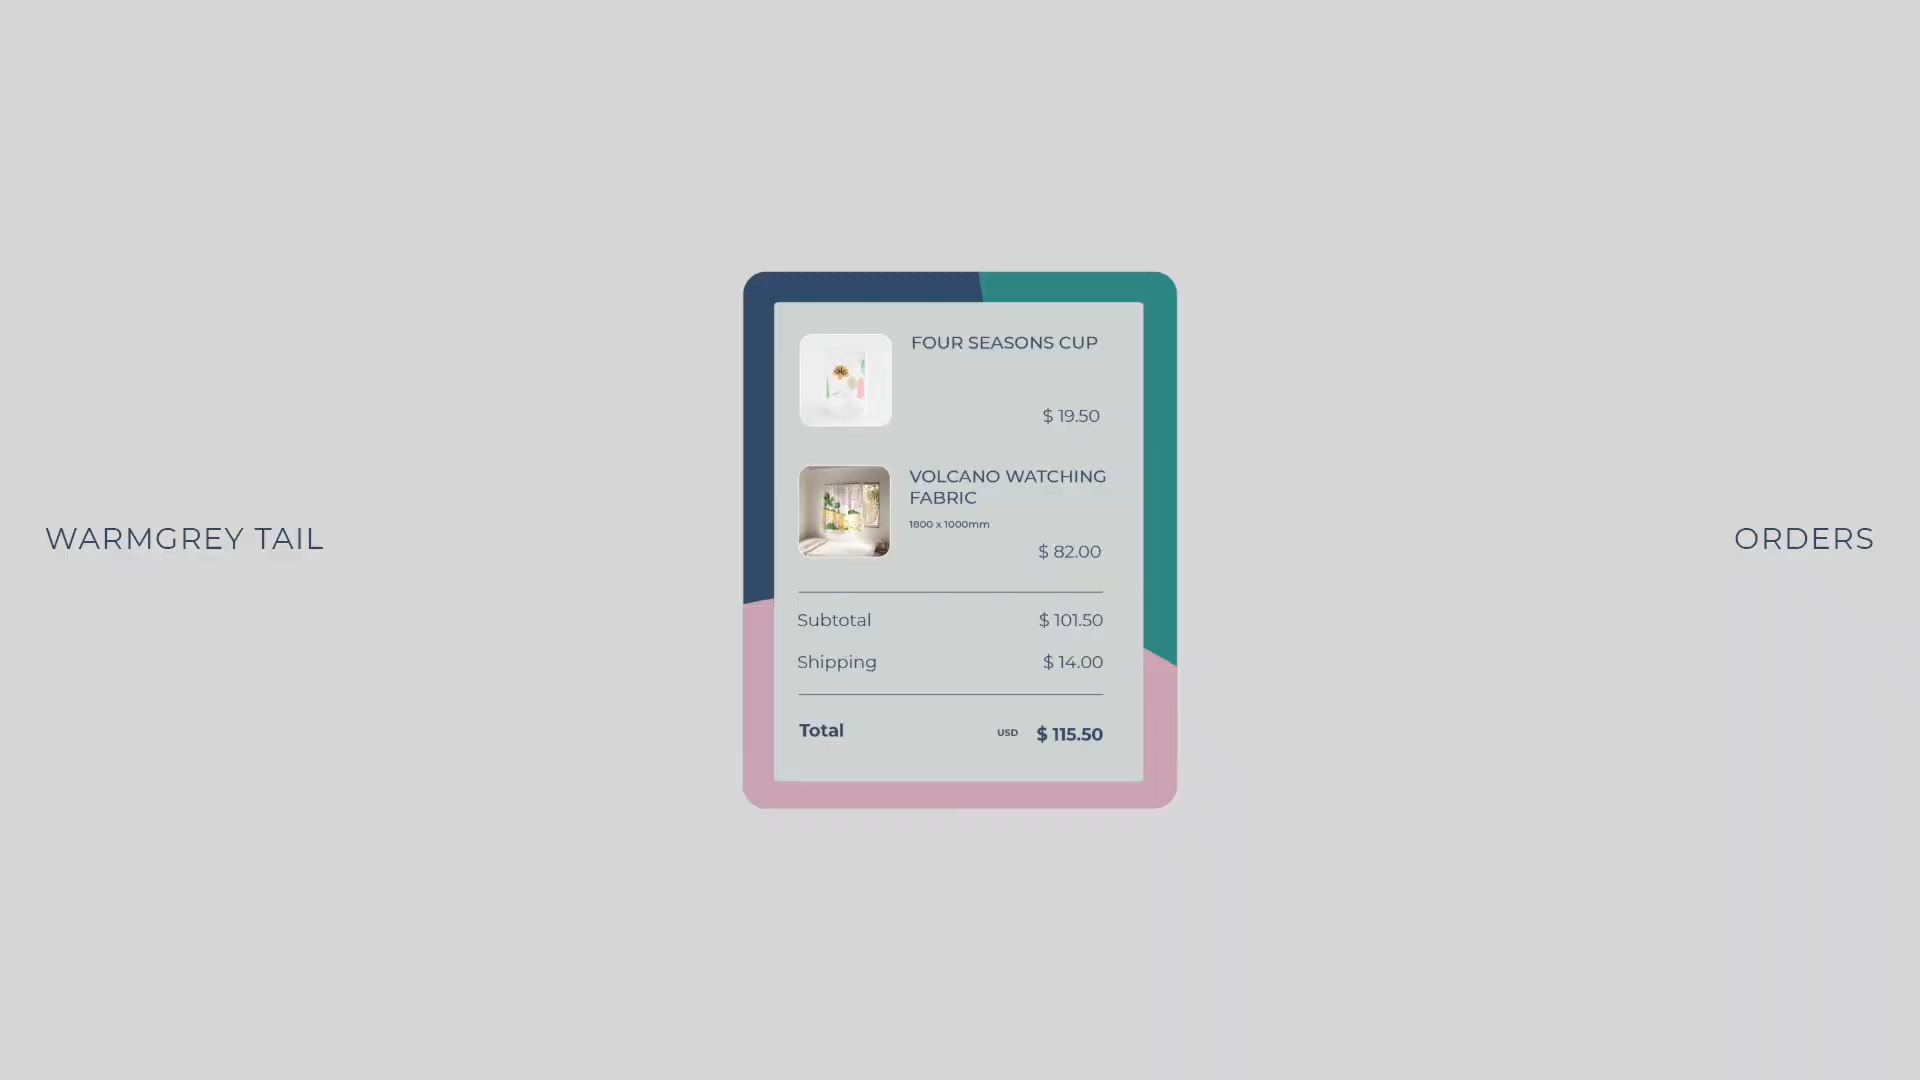 WARMGREY TAIL
FOUR SEASONS CUP
$ 19.50
VOLCANO WATCHING
FABRIC
1800 x 1000mm
$ 82.00
Subtotal $ 101.50
Shipping $ 14.00
Total USD $ 115.50
ORDERS